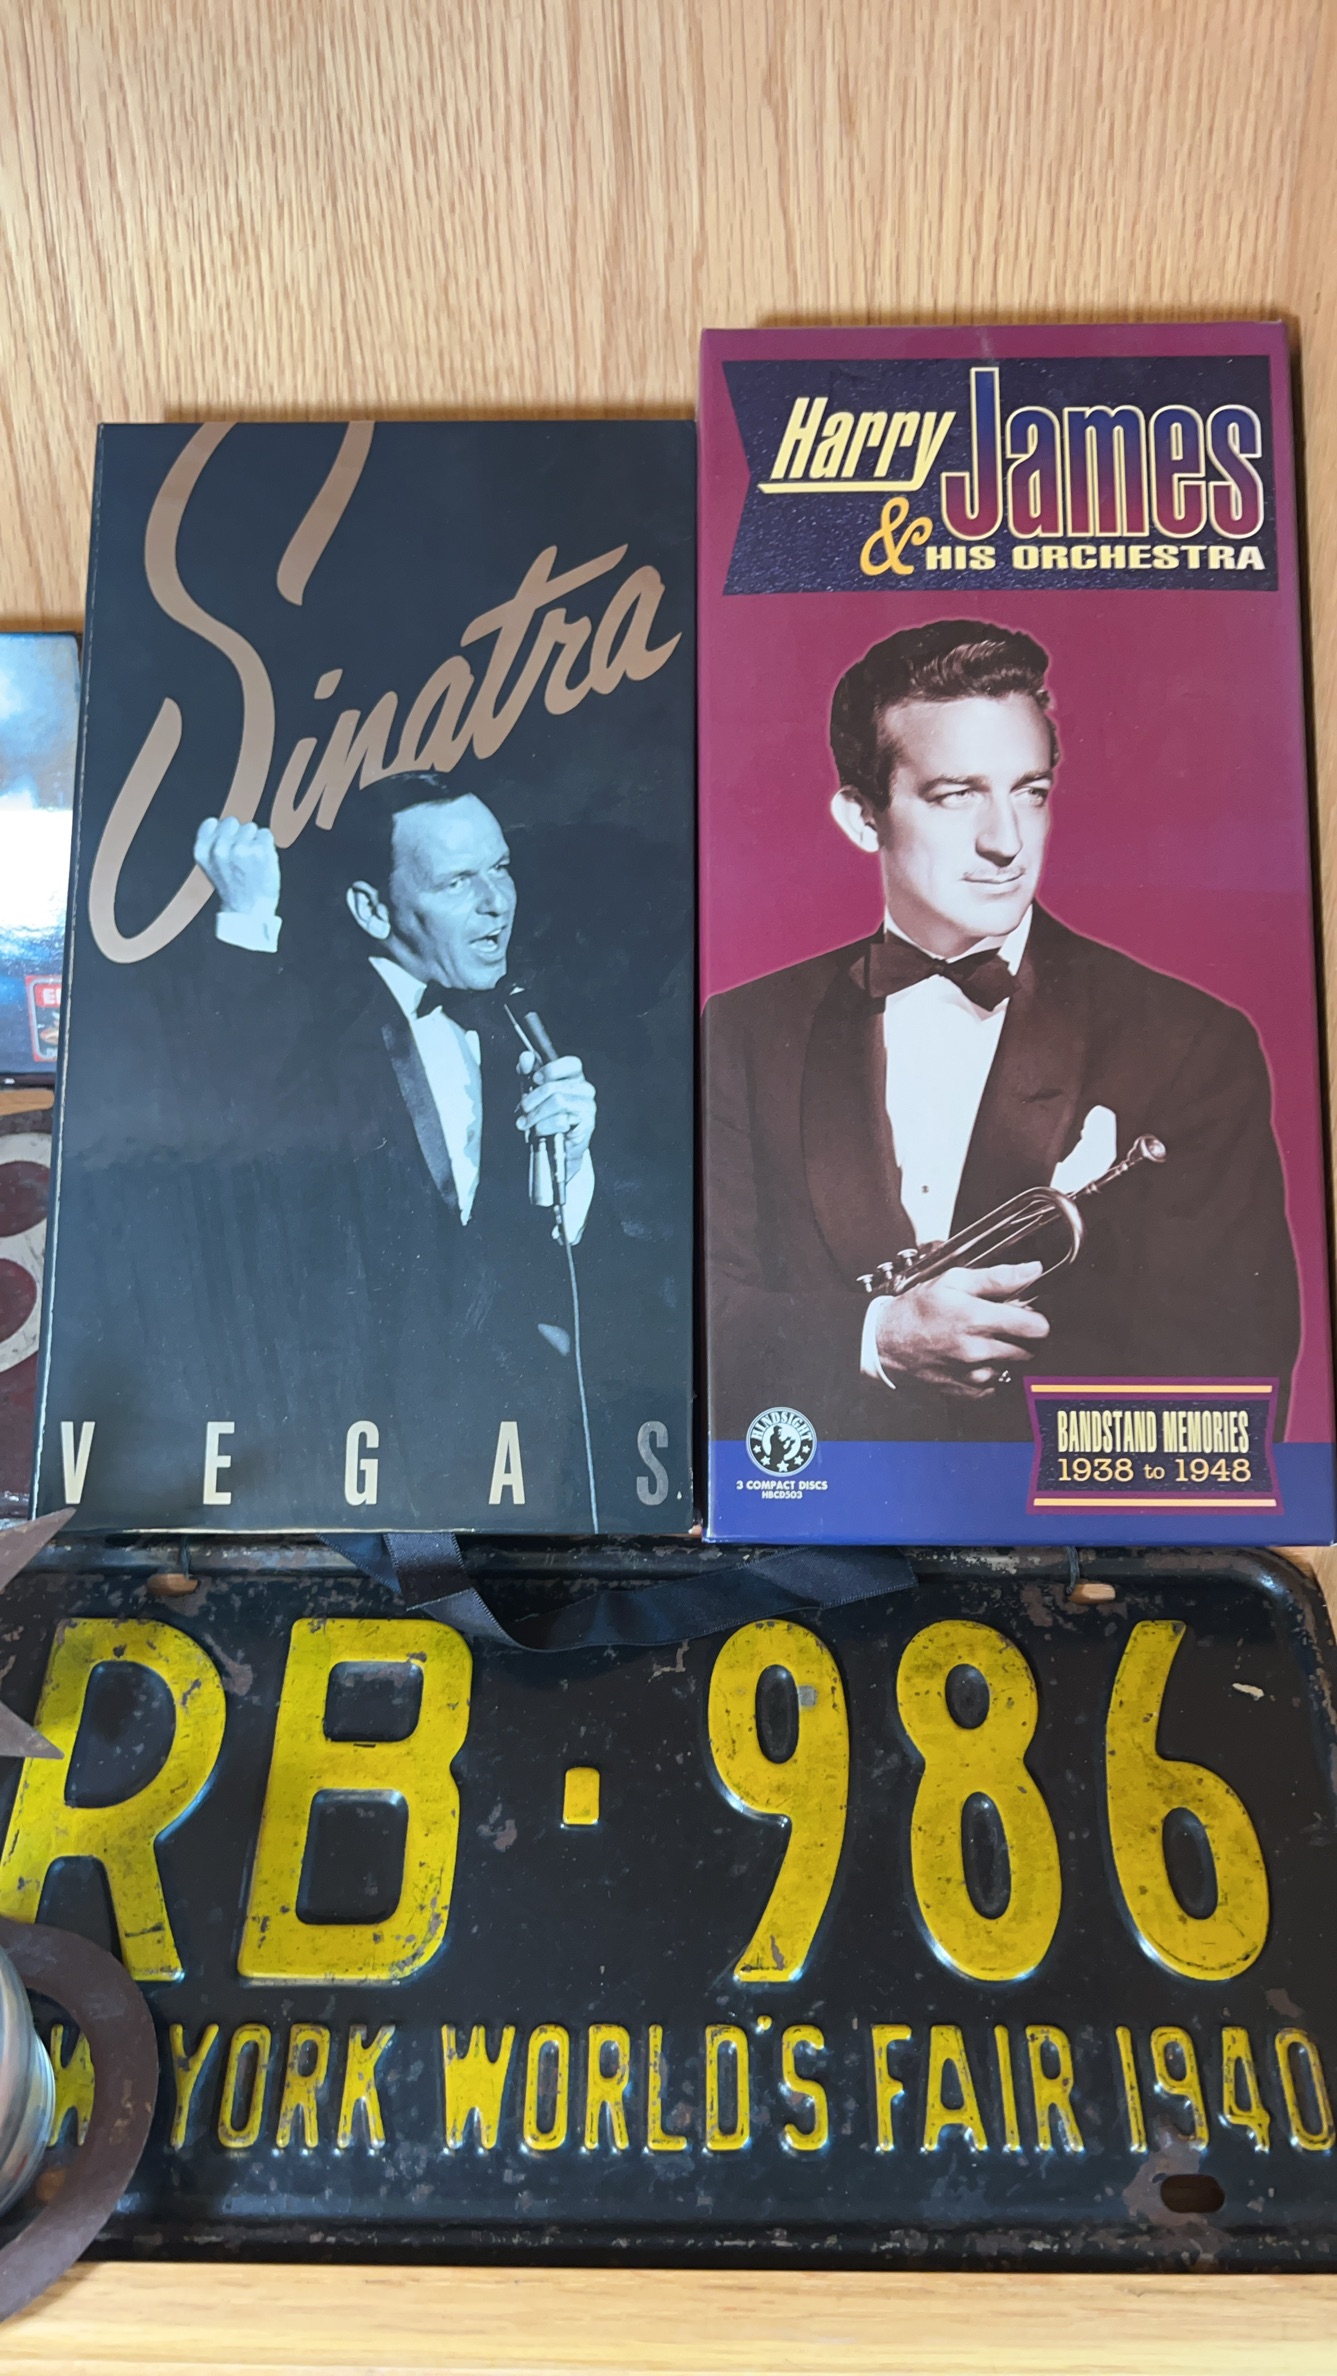 Sinatra
VEGAS
Harry James
& HIS ORCHESTRA
HINDSIGHT
3 COMPACT DISCS
HBCD503
BANDSTAND MEMORIES
1938 to 1948
RB·986
W YORK WORLD'S FAIR 1940